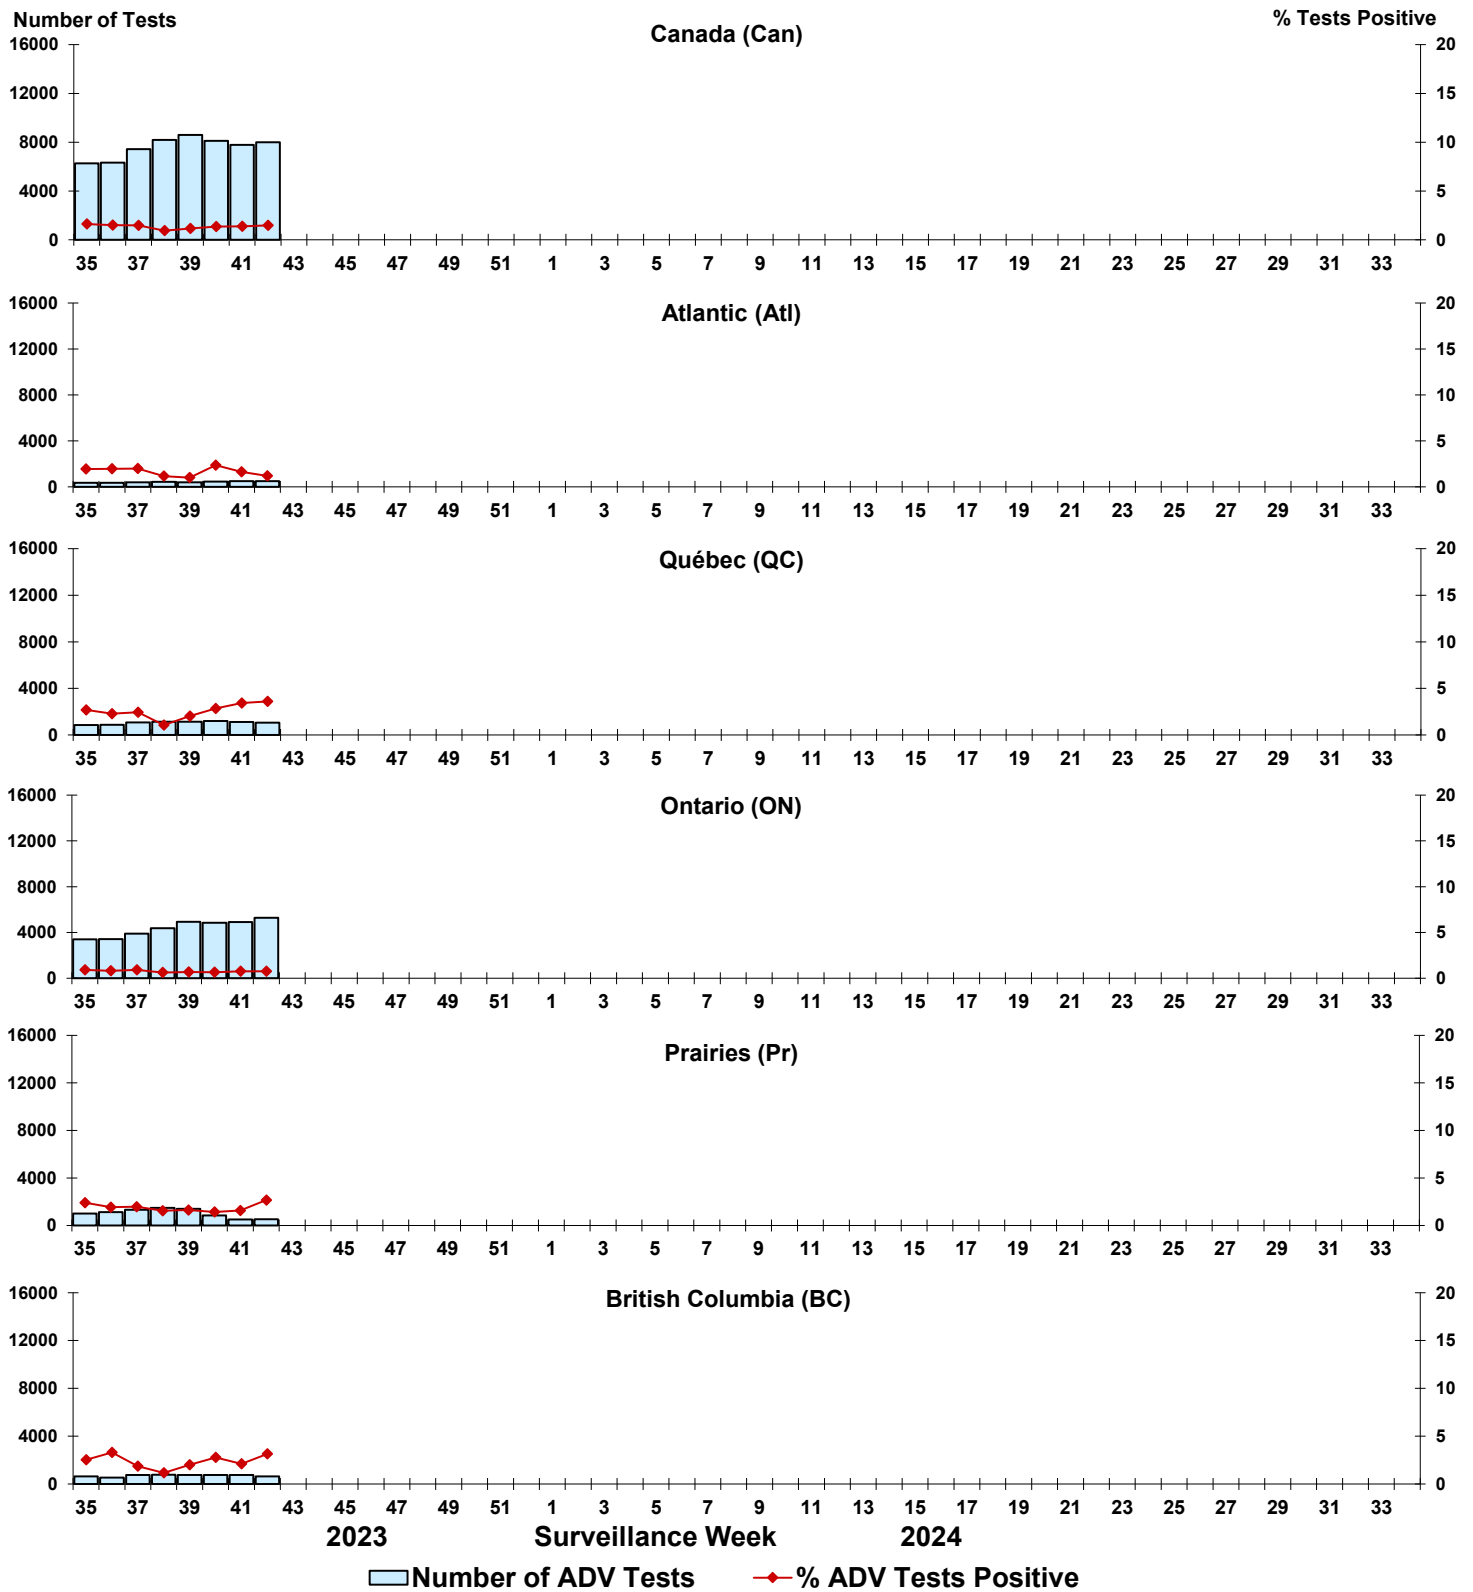 Number of Tests % Tests Positive
Canada (Can)
16000 20
12000 15
8000 10
4000 5
0 0
35 37 39 41 43 45 47 49 51 1 3 5 7 9 11 13 15 17 19 21 23 25 27 29 31 33
Atlantic (Atl)
16000 20
12000 15
8000 10
4000 5
0 0
35 37 39 41 43 45 47 49 51 1 3 5 7 9 11 13 15 17 19 21 23 25 27 29 31 33
Québec (QC)
16000 20
12000 15
8000 10
4000 5
0 0
35 37 39 41 43 45 47 49 51 1 3 5 7 9 11 13 15 17 19 21 23 25 27 29 31 33
Ontario (ON)
16000 20
12000 15
8000 10
4000 5
0 0
35 37 39 41 43 45 47 49 51 1 3 5 7 9 11 13 15 17 19 21 23 25 27 29 31 33
Prairies (Pr)
16000 20
12000 15
8000 10
4000 5
0 0
35 37 39 41 43 45 47 49 51 1 3 5 7 9 11 13 15 17 19 21 23 25 27 29 31 33
British Columbia (BC)
16000 20
12000 15
8000 10
4000 5
0 0
35 37 39 41 43 45 47 49 51 1 3 5 7 9 11 13 15 17 19 21 23 25 27 29 31 33
2023 Surveillance Week 2024
Number of ADV Tests % ADV Tests Positive